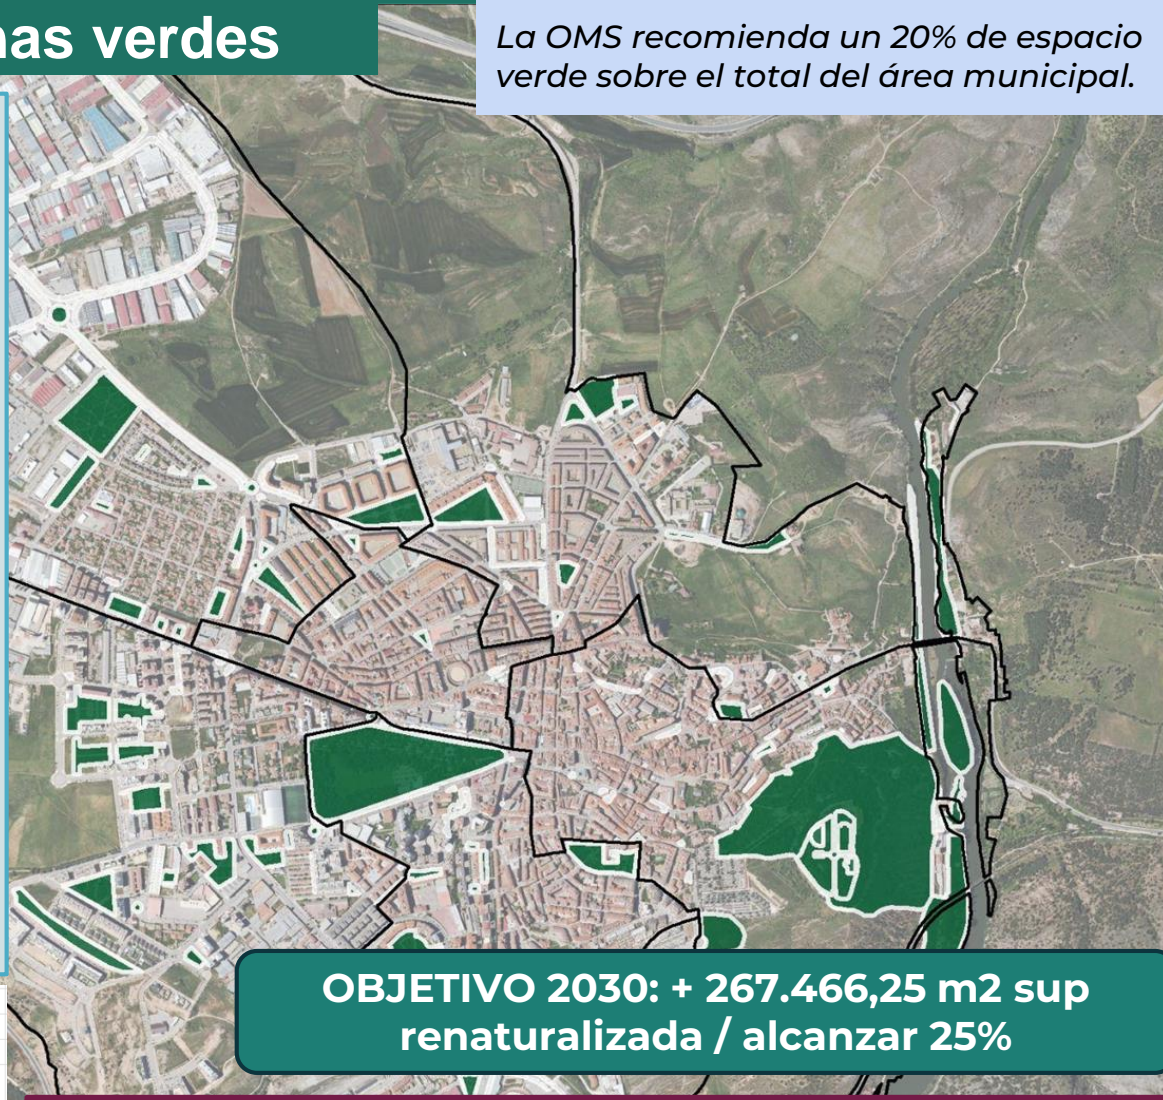 nas verdes
La OMS recomienda un 20% de espacio
verde sobre el total del área municipal.
OBJETIVO 2030: + 267.466,25 m2 sup
renaturalizada / alcanzar 25%